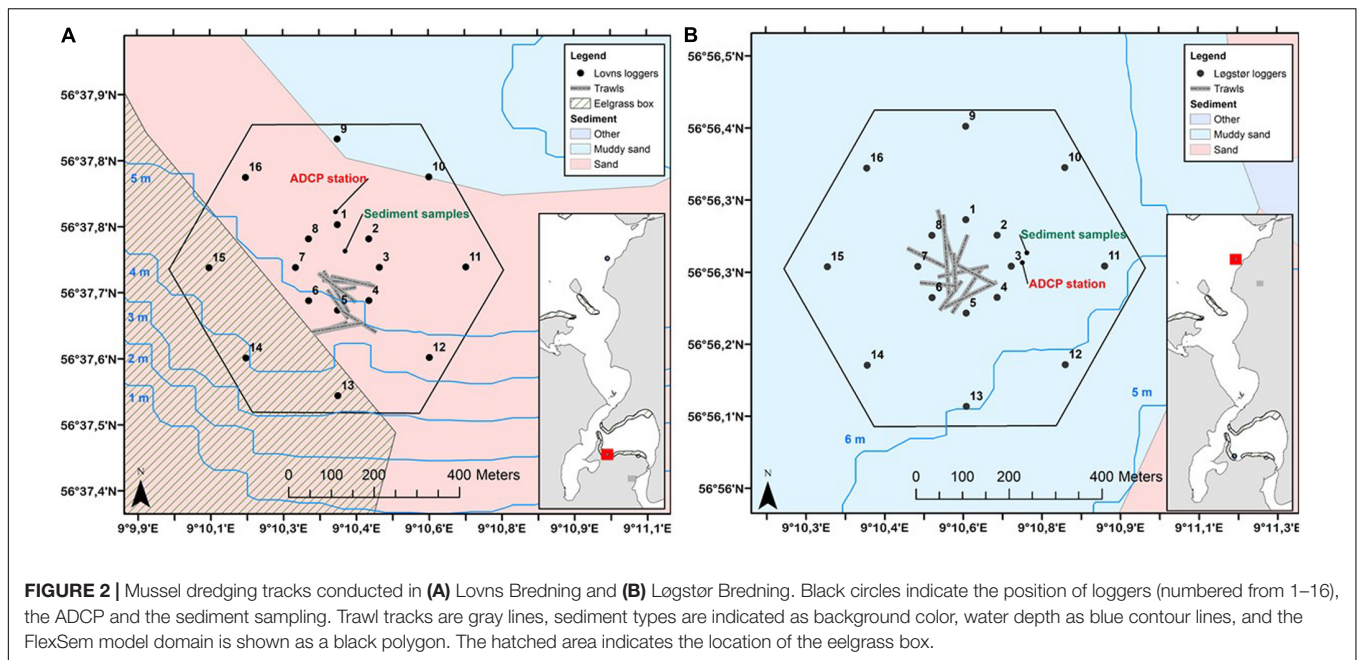 A
56°37,9'N
56°37,8'N
56°37,8'N
56°37,7'N
56°37,6'N
56°37,5'N
56°37,4'N
5 m
4 m
3 m
2 m
1 m
9
10
16
ADCP station
1
Sediment samples
8
2
15
7
3
11
6
5
4
14
12
13
0 200 400 Meters
N
Legend
Lovns loggers
Trawls
Eelgrass box
Sediment
Other
Muddy sand
Sand
9°9,9'E 9°10,1'E 9°10,3'E 9°10,4'E 9°10,6'E 9°10,8'E 9°10,9'E 9°11,1'E
B
56°56,5'N
56°56,4'N
56°56,3'N
56°56,3'N
56°56,2'N
56°56,1'N
56°56'N
9
16
10
1
8
2
Sediment samples
15
7
3
11
ADCP station
6
4
5
14
12
13
5 m
6 m
0 100 200 400 Meters
N
Legend
Løgstør loggers
Trawls
Sediment
Other
Muddy sand
Sand
9°10,3'E 9°10,4'E 9°10,6'E 9°10,8'E 9°10,9'E 9°11,1'E 9°11,3'E
FIGURE 2 | Mussel dredging tracks conducted in (A) Lovns Bredning and (B) Løgstør Bredning. Black circles indicate the position of loggers (numbered from 1–16),
the ADCP and the sediment sampling. Trawl tracks are gray lines, sediment types are indicated as background color, water depth as blue contour lines, and the
FlexSem model domain is shown as a black polygon. The hatched area indicates the location of the eelgrass box.